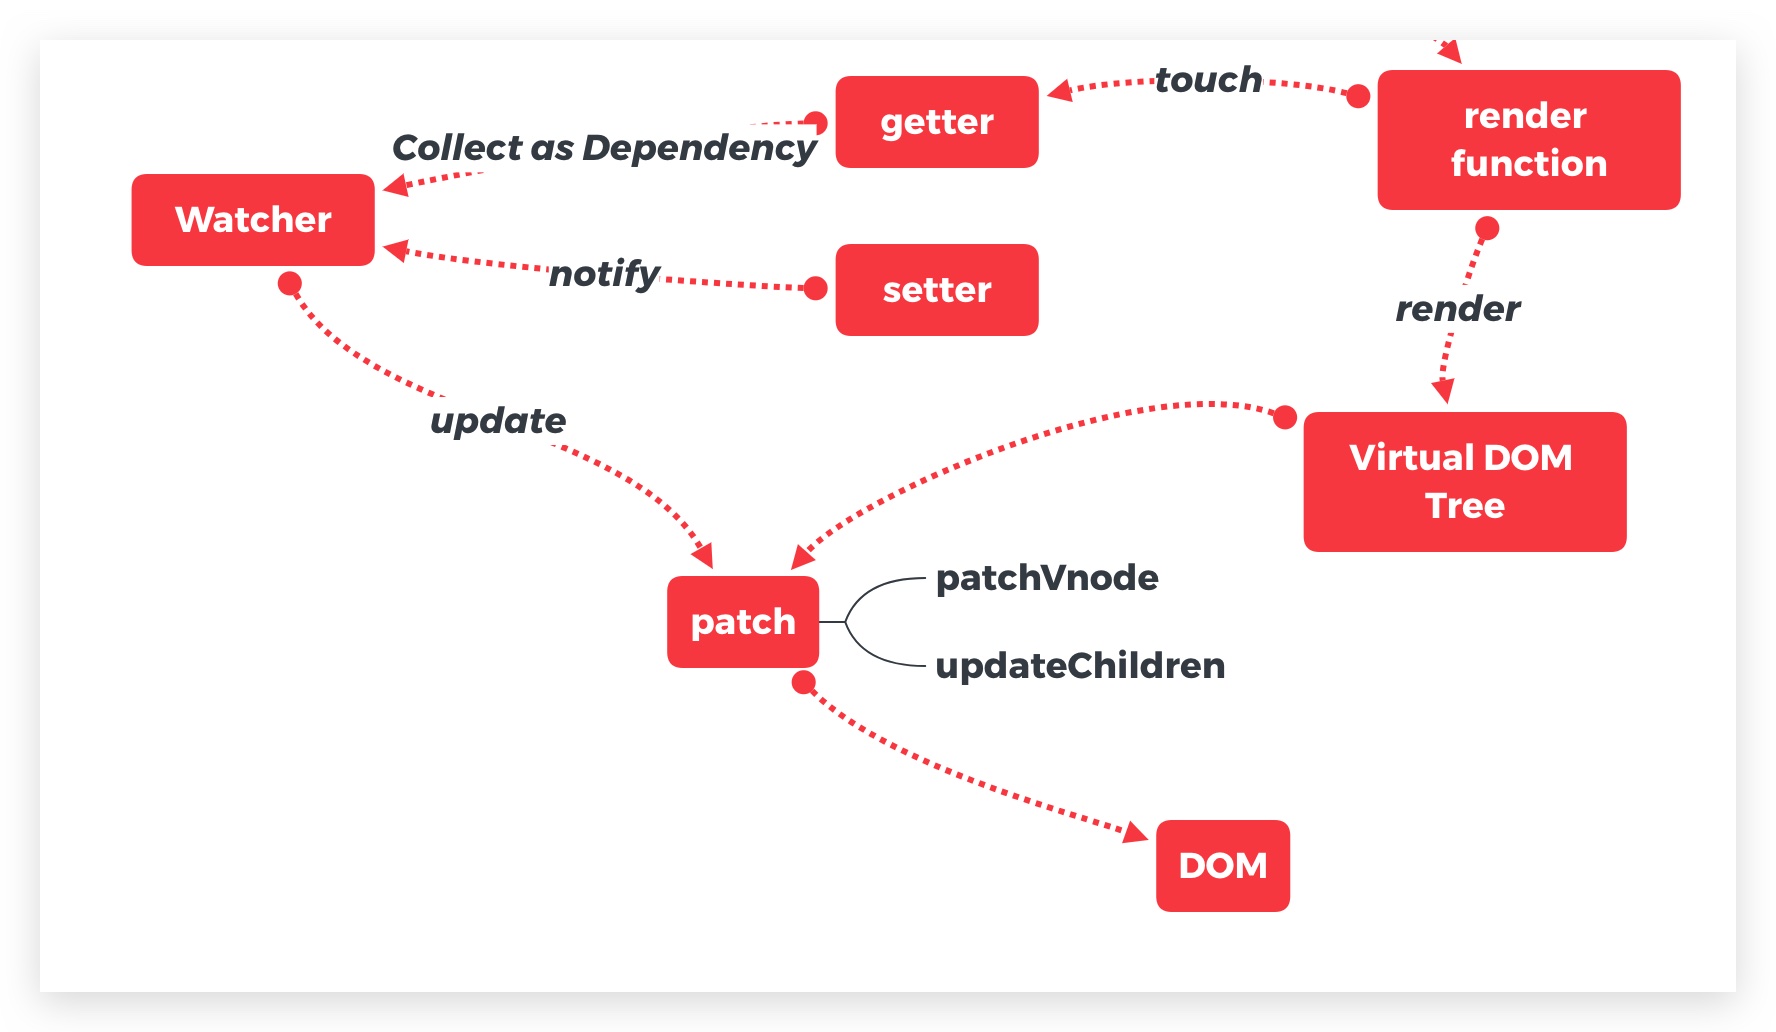 touch
getter
render
function
Collect as Dependency
Watcher
notify
setter
render
update
Virtual DOM
Tree
patchVnode
patch
updateChildren
DOM